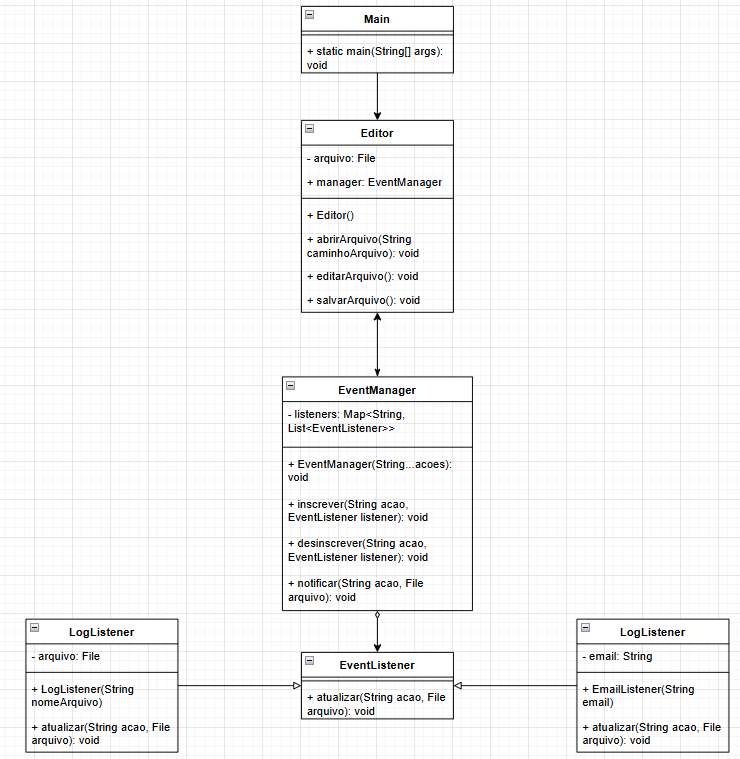 Main
+ static main(String[] args):
void
Editor
- arquivo: File
+ manager: EventManager
+ Editor()
+ abrirArquivo(String
caminhoArquivo): void
+ editarArquivo(): void
+ salvarArquivo(): void
EventManager
- listeners: Map<String,
List<EventListener>>
+ EventManager(String...acoes):
void
+ inscrever(String acao,
EventListener listener): void
+ desinscrever(String acao,
EventListener listener): void
+ notificar(String acao, File
arquivo): void
LogListener
- arquivo: File
+ LogListener(String
nomeArquivo)
+ atualizar(String acao, File
arquivo): void
EventListener
+ atualizar(String acao, File
arquivo): void
LogListener
- email: String
+ EmailListener(String
email)
+ atualizar(String acao, File
arquivo): void